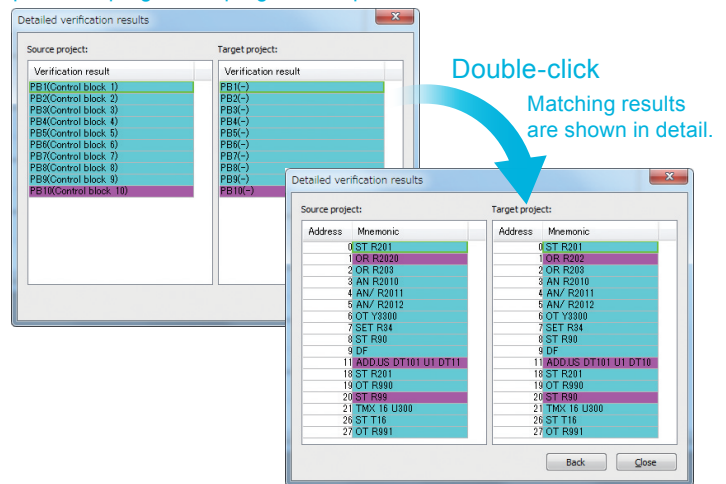 Detailed verification results
Source project:
Target project:
Verification result
Verification result
PB1(Control block 1)
PB1(-)
PB2(Control block 2)
PB2(-)
PB3(Control block 3)
PB3(-)
PB4(Control block 4)
PB4(-)
PB5(Control block 5)
PB5(-)
PB6(Control block 6)
PB6(-)
PB7(Control block 7)
PB7(-)
PB8(Control block 8)
PB8(-)
PB9(Control block 9)
PB9(-)
PB10(Control block 10)
PB10(-)
Double-click
Matching results
are shown in detail.
Detailed verification results
Source project:
Target project:
Address Mnemonic
Address Mnemonic
0 ST R201
0 ST R201
1 OR R2020
1 OR R202
2 OR R203
2 OR R203
3 AN R2010
3 AN R2010
4 AN/ R2011
4 AN/ R2011
5 AN/ R2012
5 AN/ R2012
6 OT Y3300
6 OT Y3300
7 SET R34
7 SET R34
8 ST R90
8 ST R90
9 DF
9 DF
11 ADD.US DT101 U1 DT11
11 ADD.US DT101 U1 DT10
18 ST R201
18 ST R201
19 OT R990
19 OT R990
20 ST R99
20 ST R90
21 TMX 16 U300
21 TMX 16 U300
26 ST T16
26 ST T16
27 OT R991
27 OT R991
Back
Close